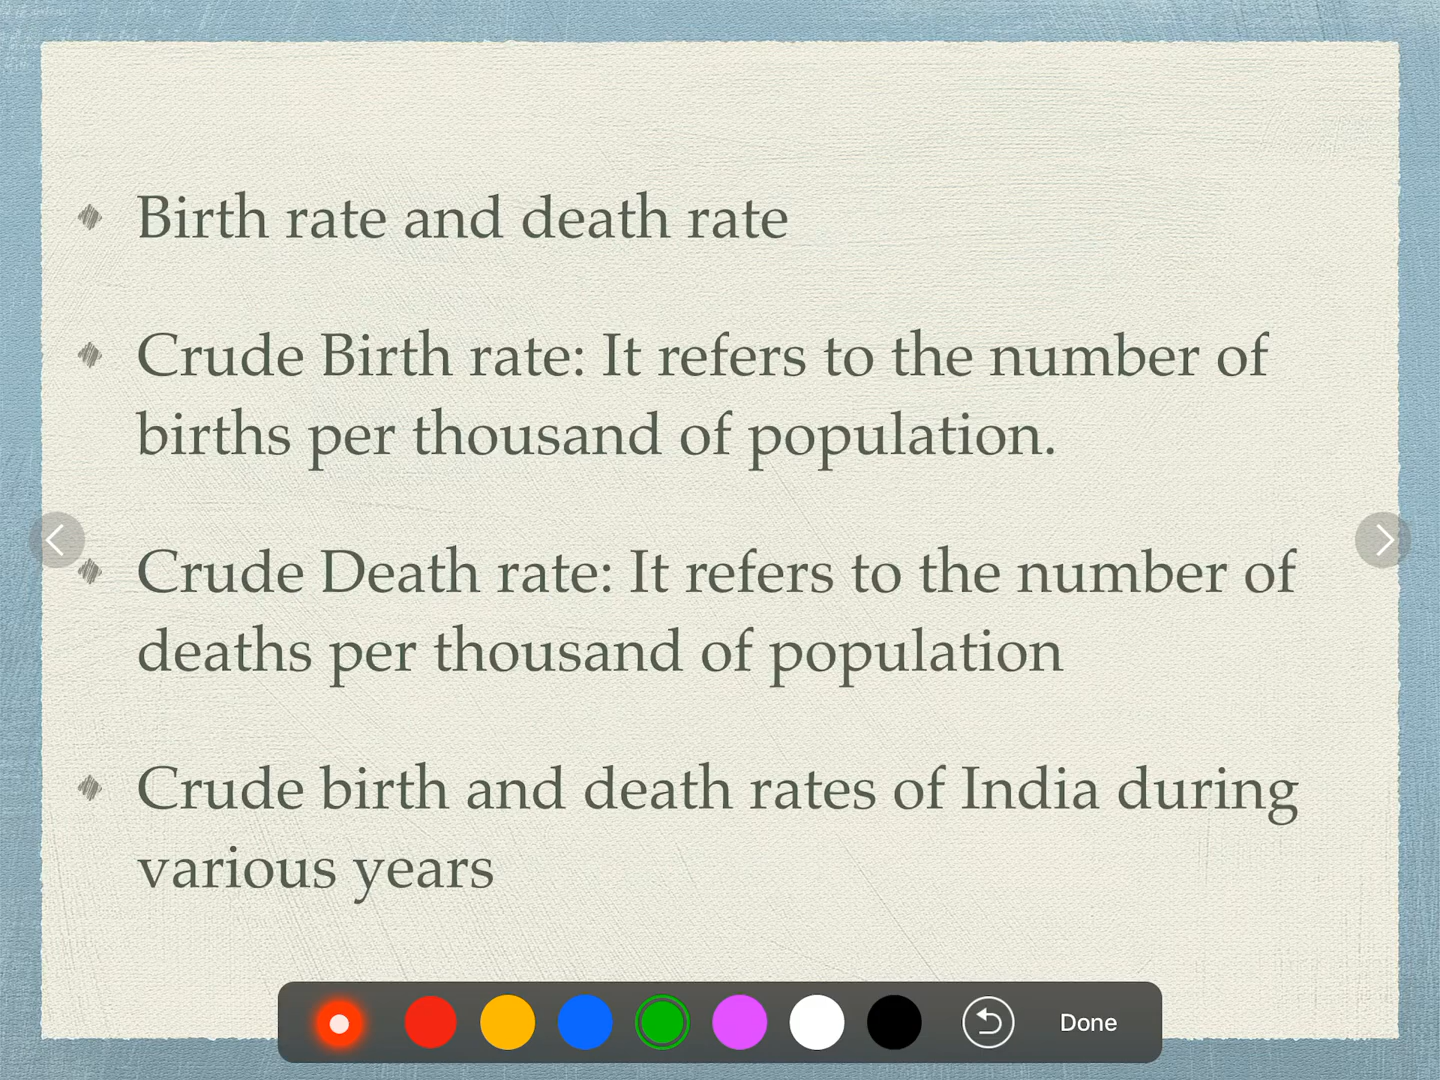 Birth rate and death rate
Crude Birth rate: It refers to the number of
births per thousand of population.
Crude Death rate: It refers to the number of
deaths per thousand of population
Crude birth and death rates of India during
various years
Done